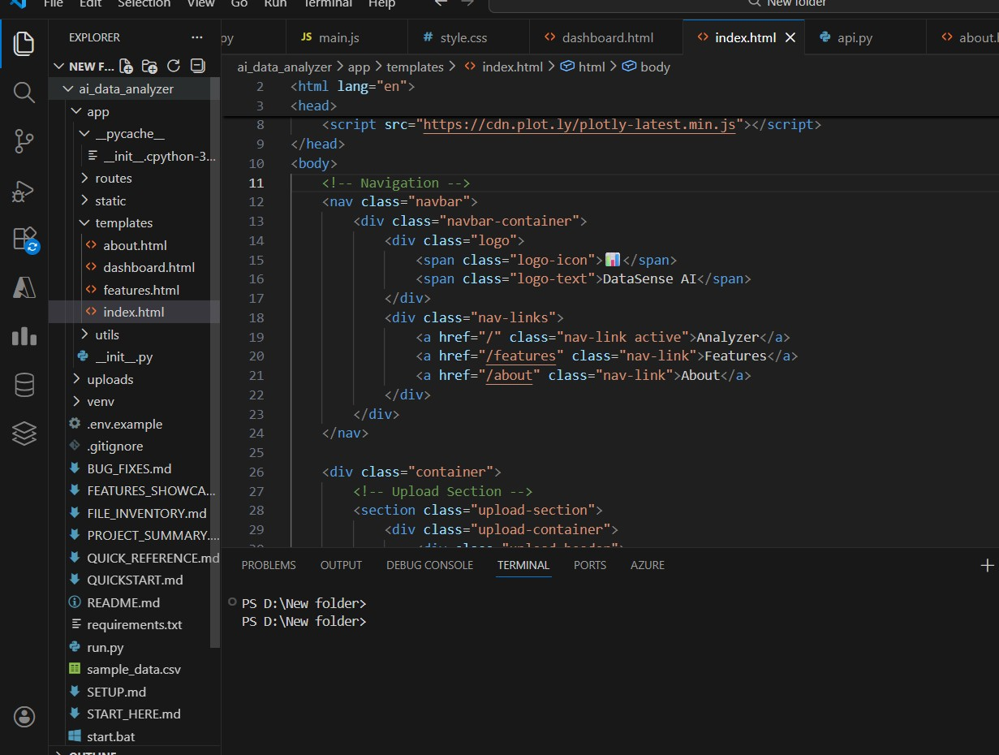 File Edit Selection View Go Run Terminal Help
New folder
EXPLORER
py
JS main.js
# style.css
dashboard.html
index.html
api.py
about.h
NEW F...
ai_data_analyzer > app > templates > index.html > html > body
ai_data_analyzer
app
__pycache__
__init__.cpython-3...
routes
static
templates
about.html
dashboard.html
features.html
index.html
utils
__init__.py
uploads
venv
.env.example
.gitignore
BUG_FIXES.md
FEATURES_SHOWCA...
FILE_INVENTORY.md
PROJECT_SUMMARY....
QUICK_REFERENCE.md
QUICKSTART.md
README.md
requirements.txt
run.py
sample_data.csv
SETUP.md
START_HERE.md
start.bat
OUTLINE
2 <html lang="en">
3 <head>
8 <script src="https://cdn.plot.ly/plotly-latest.min.js"></script>
9 </head>
10 <body>
11 <!-- Navigation -->
12 <nav class="navbar">
13 <div class="navbar-container">
14 <div class="logo">
15 <span class="logo-icon">📊</span>
16 <span class="logo-text">DataSense AI</span>
17 </div>
18 <div class="nav-links">
19 <a href="/" class="nav-link active">Analyzer</a>
20 <a href="/features" class="nav-link">Features</a>
21 <a href="/about" class="nav-link">About</a>
22 </div>
23 </div>
24 </nav>
25
26 <div class="container">
27 <!-- Upload Section -->
28 <section class="upload-section">
29 <div class="upload-container">
30 <div class="upload-header">
PROBLEMS OUTPUT DEBUG CONSOLE TERMINAL PORTS AZURE
PS D:\New folder>
PS D:\New folder>